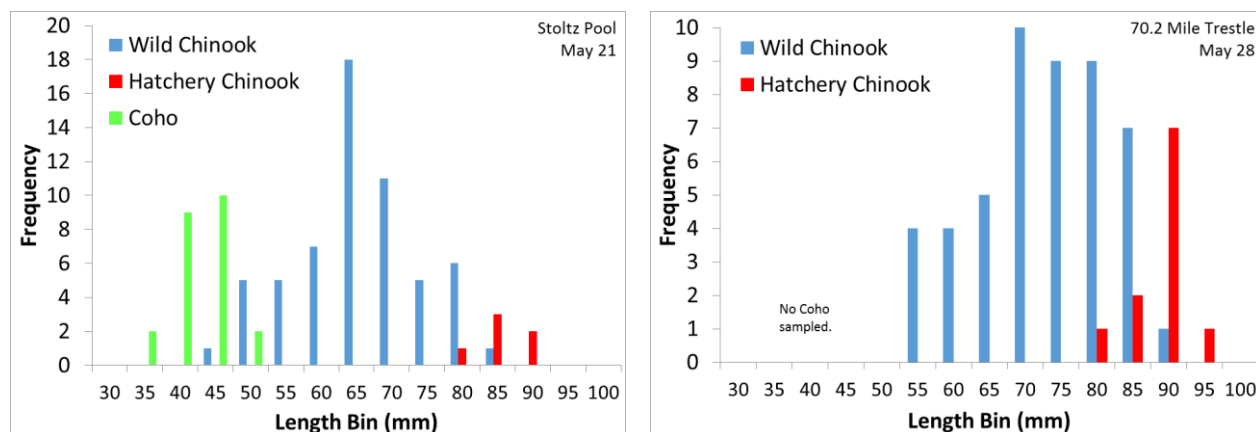 Stoltz Pool
May 21
Wild Chinook
Hatchery Chinook
Coho
Frequency
20
18
16
14
12
10
8
6
4
2
0
30 35 40 45 50 55 60 65 70 75 80 85 90 95 100
Length Bin (mm)
70.2 Mile Trestle
May 28
Wild Chinook
Hatchery Chinook
Frequency
10
9
8
7
6
5
4
3
2
1
0
No Coho
sampled.
30 35 40 45 50 55 60 65 70 75 80 85 90 95 100
Length Bin (mm)